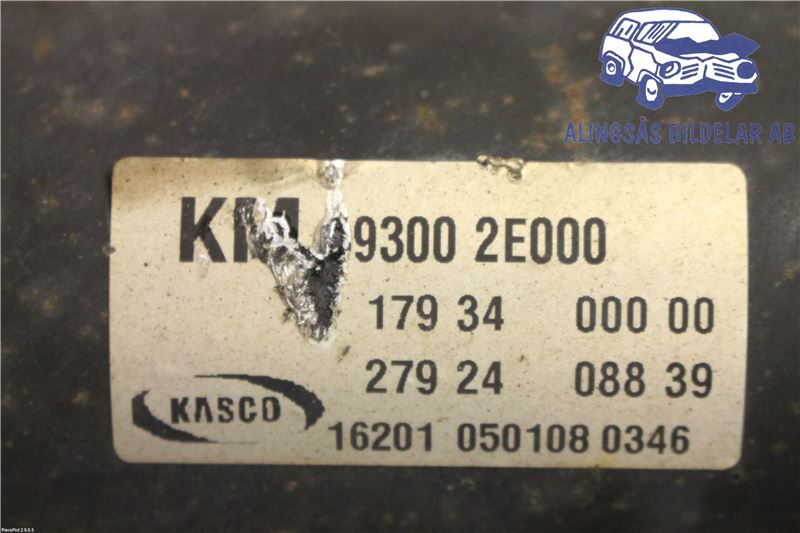 ALINGSÅS BILDELAR AB
KM 9300 2E000
179 34 000 00
279 24 088 39
KASCO
16201 050108 0346